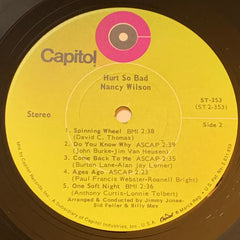 Capitol
Hurt So Bad
Nancy Wilson
ST-353
(ST 2-353)
Stereo
Side 2
1. Spinning Wheel BMI 2:38
(David C. Thomas)
2. Do You Know Why ASCAP 2:39
(John Burke-Jim Van Heusen)
3. Come Back To Me ASCAP 2:35
(Burton Lane-Alan Jay Lerner)
4. Ages Ago ASCAP 2:23
(Paul Francis Webster-Roanell Bright)
5. One Soft Night BMI 2:36
(Anthony Curtis-Lonnie Tolbert)
Arranged & Conducted by Jimmy Jones-
Sid Feller & Billy May